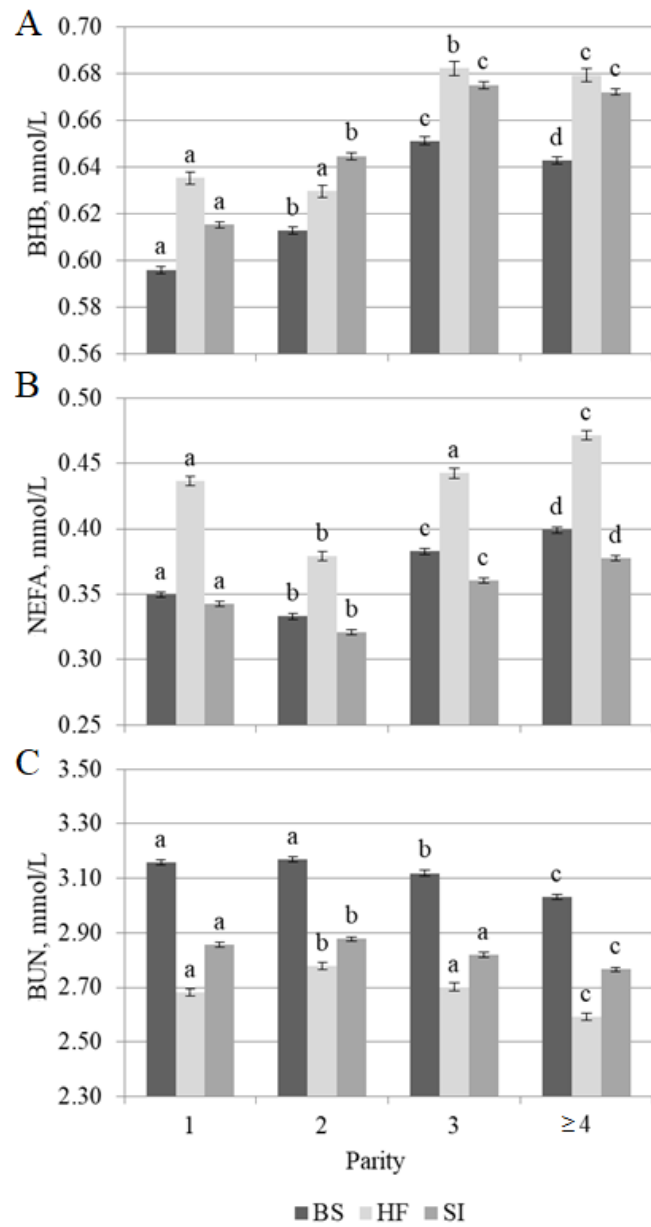 A
BHB, mmol/L
0.70
0.68
0.66
0.64
0.62
0.60
0.58
0.56
a a a
b a b
c b c
d c c
B
NEFA, mmol/L
0.50
0.45
0.40
0.35
0.30
0.25
a a a
b b b
c a c
d c d
C
BUN, mmol/L
3.50
3.30
3.10
2.90
2.70
2.50
2.30
a a a
a b b
b a a
c c c
1 2 3 ≥4
Parity
BS HF SI